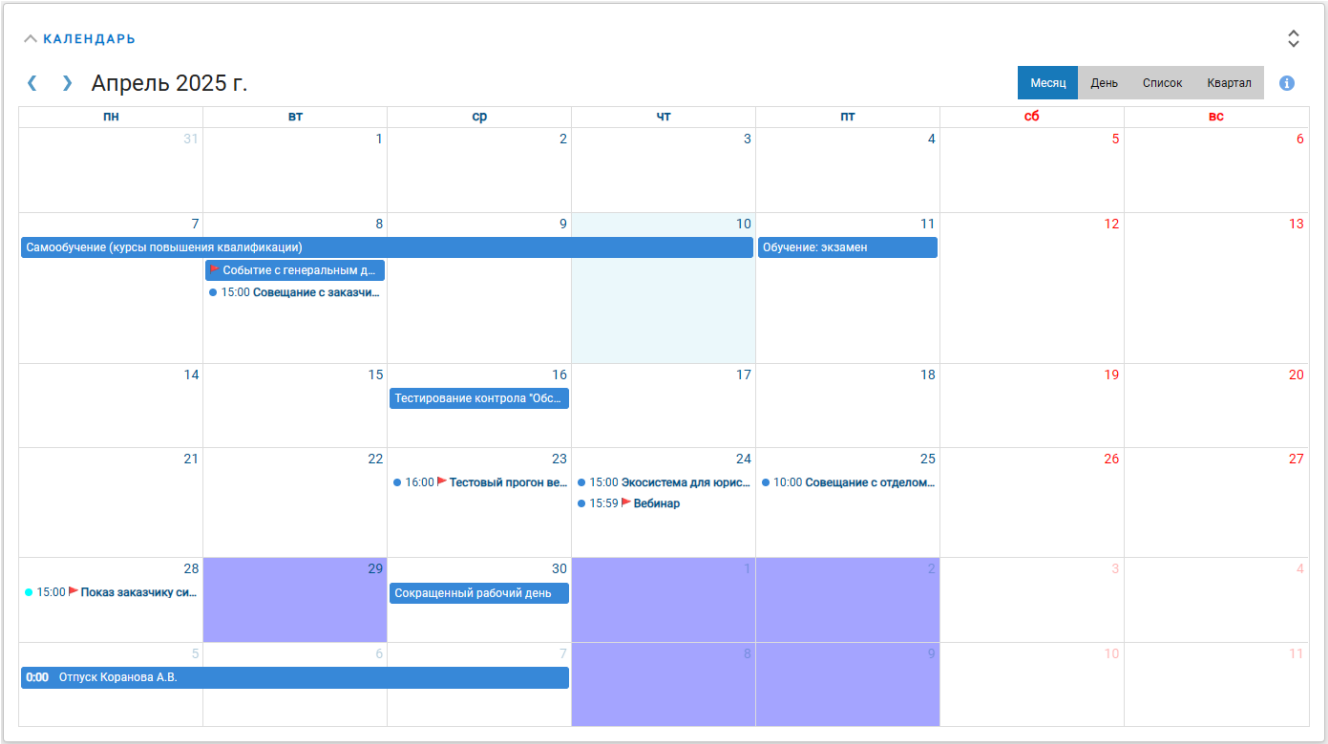 КАЛЕНДАРЬ
Апрель 2025 г.
Месяц День Список Квартал
пн вт ср чт пт сб вс
31 1 2 3 4 5 6
7 8 9 10 11 12 13
Самообучение (курсы повышения квалификации) Обучение: экзамен
Событие с генеральным д...
15:00 Совещание с заказчи...
14 15 16 17 18 19 20
Тестирование контрола "Обс...
21 22 23 24 25 26 27
16:00 Тестовый прогон ве... 15:00 Экосистема для юрис... 10:00 Совещание с отделом...
15:59 Вебинар
28 29 30 1 2 3 4
15:00 Показ заказчику си... Сокращенный рабочий день
5 6 7 8 9 10 11
0:00 Отпуск Коранова А.В.